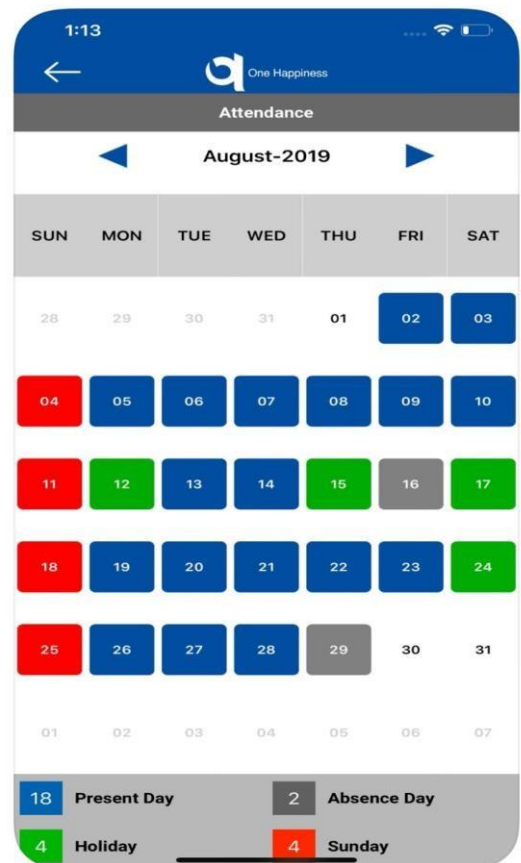 1:13
One Happiness
Attendance
August-2019
SUN MON TUE WED THU FRI SAT
28 29 30 31 01 02 03
04 05 06 07 08 09 10
11 12 13 14 15 16 17
18 19 20 21 22 23 24
25 26 27 28 29 30 31
01 02 03 04 05 06 07
18 Present Day 2 Absence Day
4 Holiday 4 Sunday